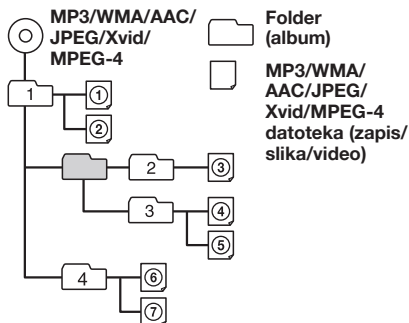 MP3/WMA/AAC/
JPEG/Xvid/
MPEG-4
Folder
(album)
MP3/WMA/
AAC/JPEG/
Xvid/MPEG-4
datoteka (zapis/
slika/video)
1
①
②
2
③
3
④
⑤
4
⑥
⑦